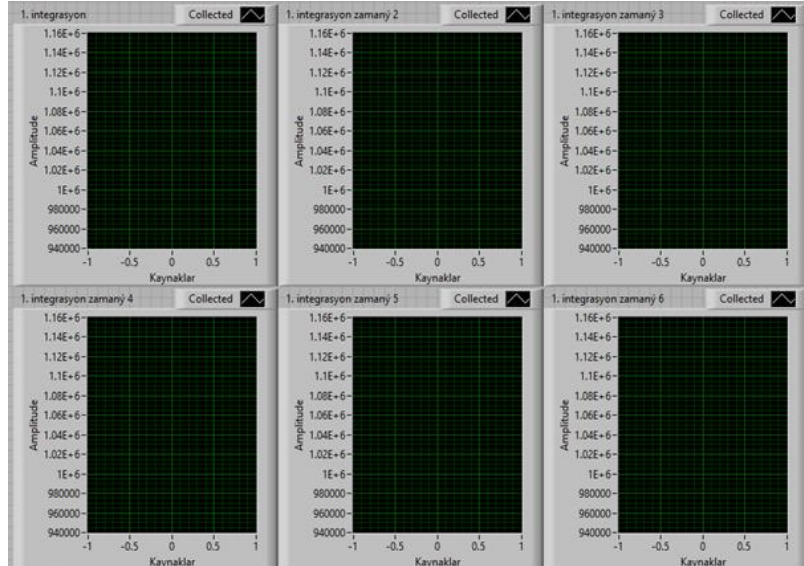 1. integrasyon Collected
1.16E+6
1.14E+6
1.12E+6
1.1E+6
1.08E+6
1.06E+6
1.04E+6
1.02E+6
1E+6
980000
960000
940000
Amplitude
-1 -0.5 0 0.5 1
Kaynaklar
1. integrasyon zamaný 2 Collected
1.16E+6
1.14E+6
1.12E+6
1.1E+6
1.08E+6
1.06E+6
1.04E+6
1.02E+6
1E+6
980000
960000
940000
Amplitude
-1 -0.5 0 0.5 1
Kaynaklar
1. integrasyon zamaný 3 Collected
1.16E+6
1.14E+6
1.12E+6
1.1E+6
1.08E+6
1.06E+6
1.04E+6
1.02E+6
1E+6
980000
960000
940000
Amplitude
-1 -0.5 0 0.5 1
Kaynaklar
1. integrasyon zamaný 4 Collected
1.16E+6
1.14E+6
1.12E+6
1.1E+6
1.08E+6
1.06E+6
1.04E+6
1.02E+6
1E+6
980000
960000
940000
Amplitude
-1 -0.5 0 0.5 1
Kaynaklar
1. integrasyon zamaný 5 Collected
1.16E+6
1.14E+6
1.12E+6
1.1E+6
1.08E+6
1.06E+6
1.04E+6
1.02E+6
1E+6
980000
960000
940000
Amplitude
-1 -0.5 0 0.5 1
Kaynaklar
1. integrasyon zamaný 6 Collected
1.16E+6
1.14E+6
1.12E+6
1.1E+6
1.08E+6
1.06E+6
1.04E+6
1.02E+6
1E+6
980000
960000
940000
Amplitude
-1 -0.5 0 0.5 1
Kaynaklar